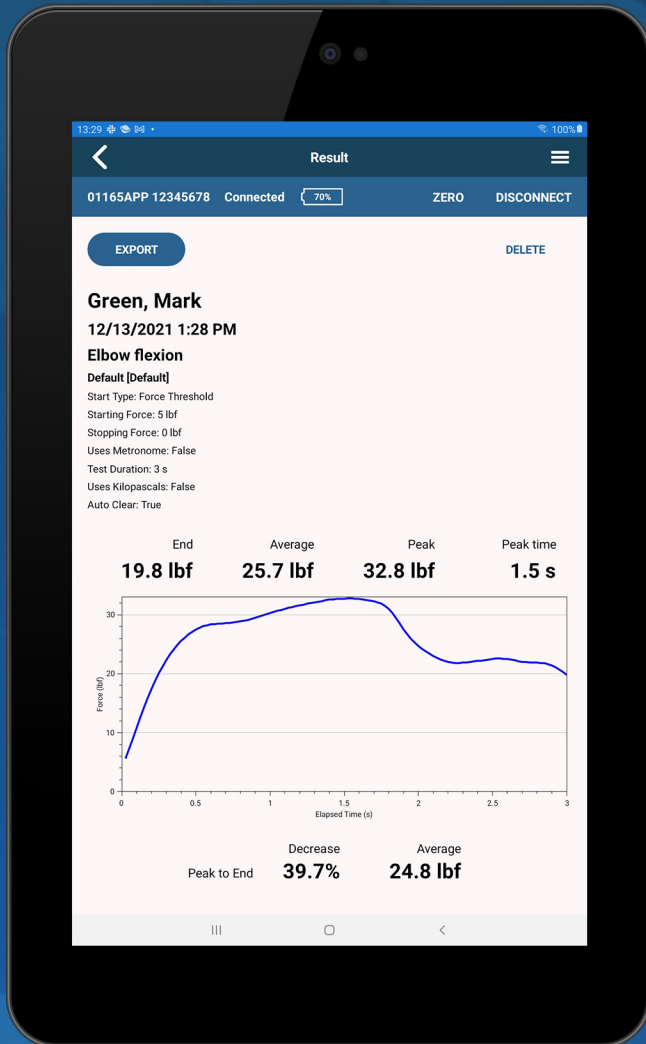 13:29 100%
Result
01165APP 12345678 Connected 70% ZERO DISCONNECT
EXPORT DELETE
Green, Mark
12/13/2021 1:28 PM
Elbow flexion
Default [Default]
Start Type: Force Threshold
Starting Force: 5 lbf
Stopping Force: 0 lbf
Uses Metronome: False
Test Duration: 3 s
Uses Kilopascals: False
Auto Clear: True
End Average Peak Peak time
19.8 lbf 25.7 lbf 32.8 lbf 1.5 s
30
20
10
0
Force (lbf)
0 0.5 1 1.5 2 2.5 3
Elapsed Time (s)
Decrease Average
Peak to End 39.7% 24.8 lbf